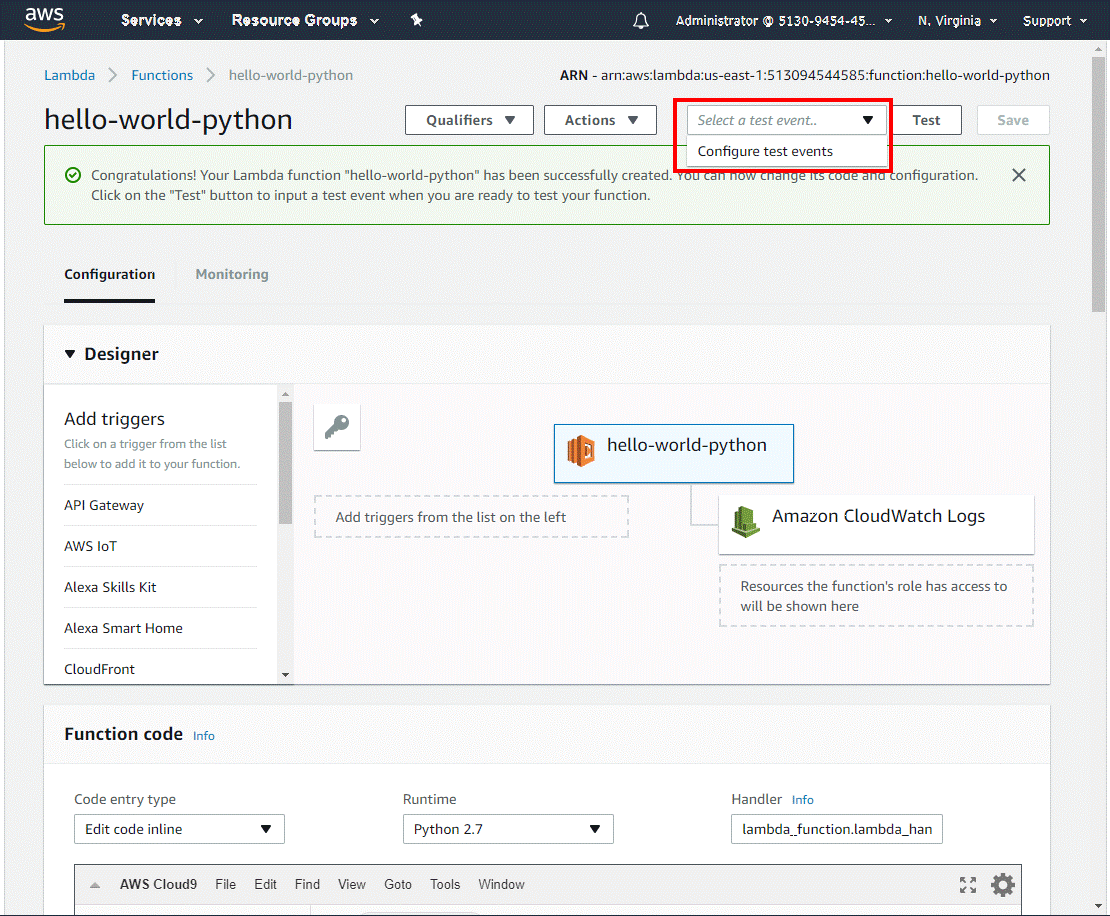 aws Services Resource Groups Administrator @ 5130-9454-45... N. Virginia Support
Lambda Functions hello-world-python ARN - arn:aws:lambda:us-east-1:513094544585:function:hello-world-python
hello-world-python Qualifiers Actions Select a test event.. Test Save
Configure test events
Congratulations! Your Lambda function "hello-world-python" has been successfully created. You can now change its code and configuration.
Click on the "Test" button to input a test event when you are ready to test your function.
Configuration Monitoring
Designer
Add triggers
Click on a trigger from the list
below to add it to your function.
API Gateway
AWS IoT
Alexa Skills Kit
Alexa Smart Home
CloudFront
Add triggers from the list on the left
hello-world-python
Amazon CloudWatch Logs
Resources the function's role has access to
will be shown here
Function code Info
Code entry type Runtime Handler Info
Edit code inline Python 2.7 lambda_function.lambda_han
AWS Cloud9 File Edit Find View Goto Tools Window